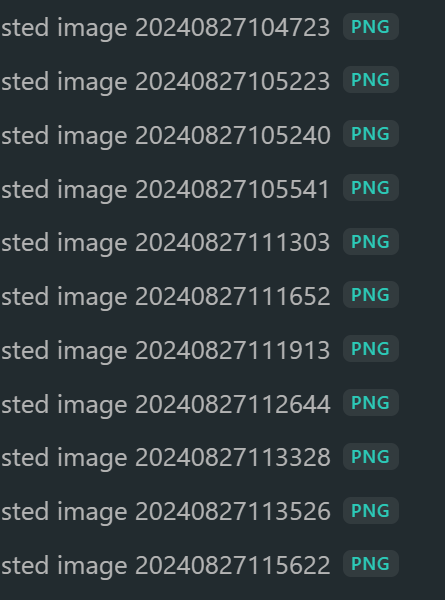 sted image 20240827104723 PNG
sted image 20240827105223 PNG
sted image 20240827105240 PNG
sted image 20240827105541 PNG
sted image 20240827111303 PNG
sted image 20240827111652 PNG
sted image 20240827111913 PNG
sted image 20240827112644 PNG
sted image 20240827113328 PNG
sted image 20240827113526 PNG
sted image 20240827115622 PNG